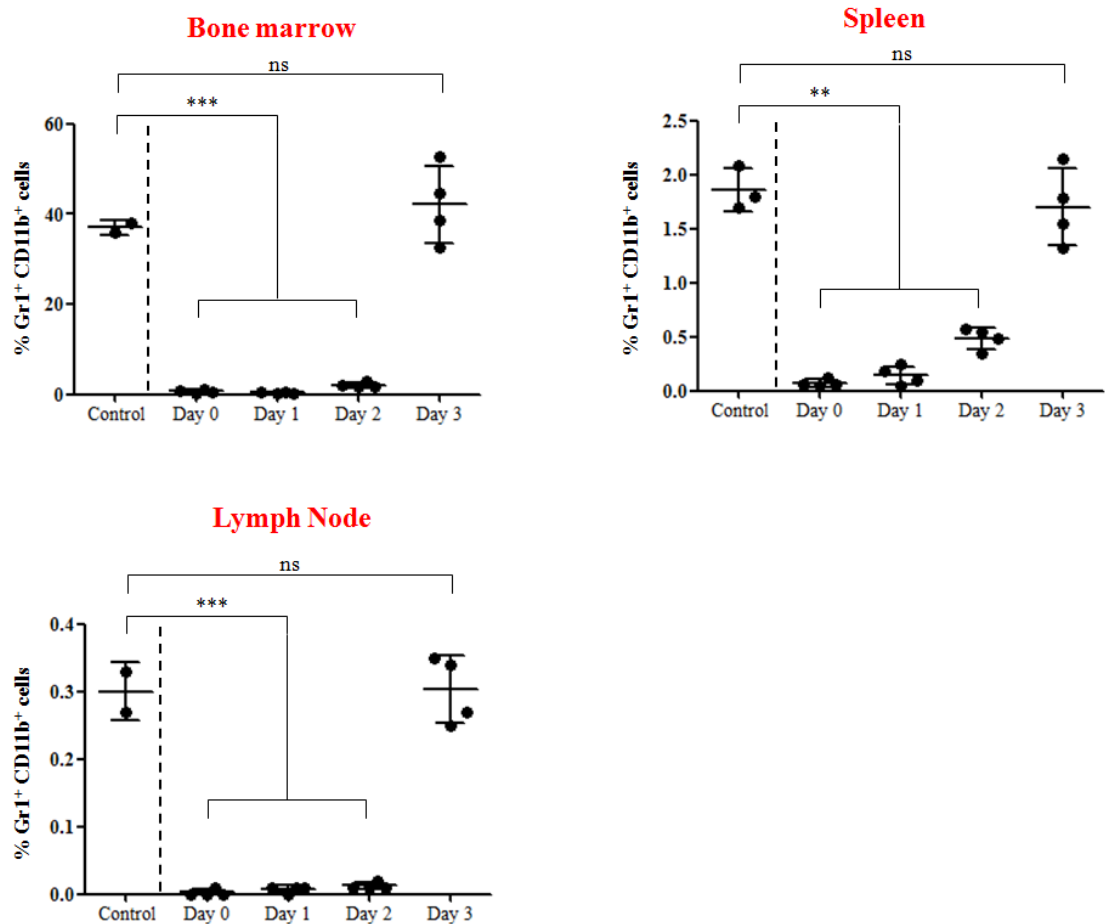 Bone marrow
ns
***
% Gr1⁺ CD11b⁺ cells
60
40
20
0
Control Day 0 Day 1 Day 2 Day 3
Spleen
ns
**
% Gr1⁺ CD11b⁺ cells
2.5
2.0
1.5
1.0
0.5
0.0
Control Day 0 Day 1 Day 2 Day 3
Lymph Node
ns
***
% Gr1⁺ CD11b⁺ cells
0.4
0.3
0.2
0.1
0.0
Control Day 0 Day 1 Day 2 Day 3